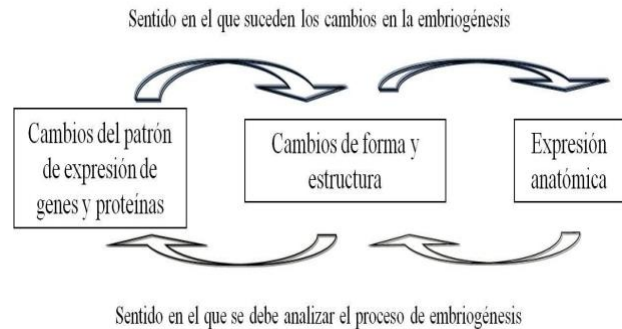 Sentido en el que suceden los cambios en la embriogénesis
Cambios del patrón
de expresión de
genes y proteínas
Cambios de forma y
estructura
Expresión
anatómica
Sentido en el que se debe analizar el proceso de embriogénesis